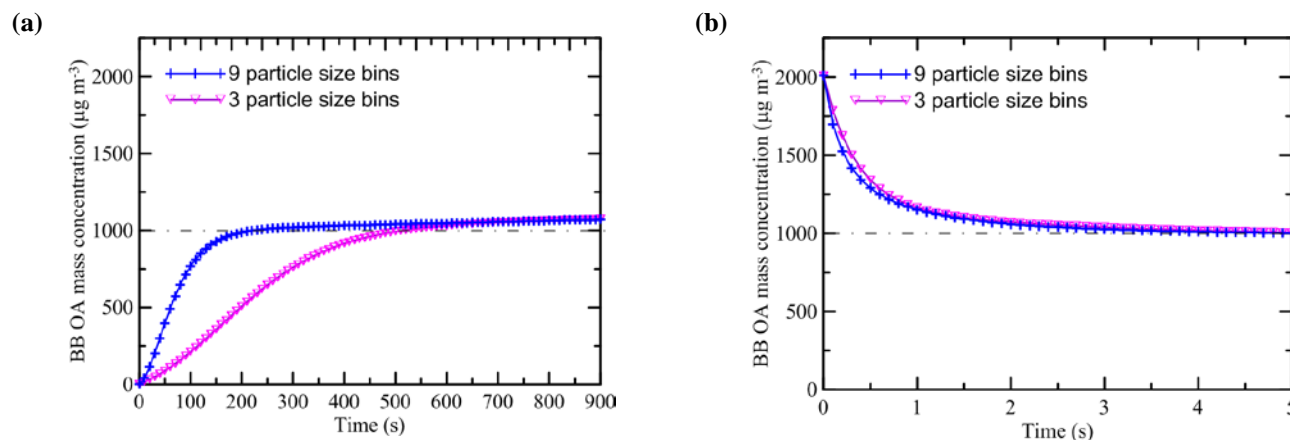 (a)
BB OA mass concentration (μg m⁻³)
2000
1500
1000
500
0
9 particle size bins
3 particle size bins
0 100 200 300 400 500 600 700 800 900
Time (s)
(b)
BB OA mass concentration (μg m⁻³)
2000
1500
1000
500
0
9 particle size bins
3 particle size bins
0 1 2 3 4 5
Time (s)